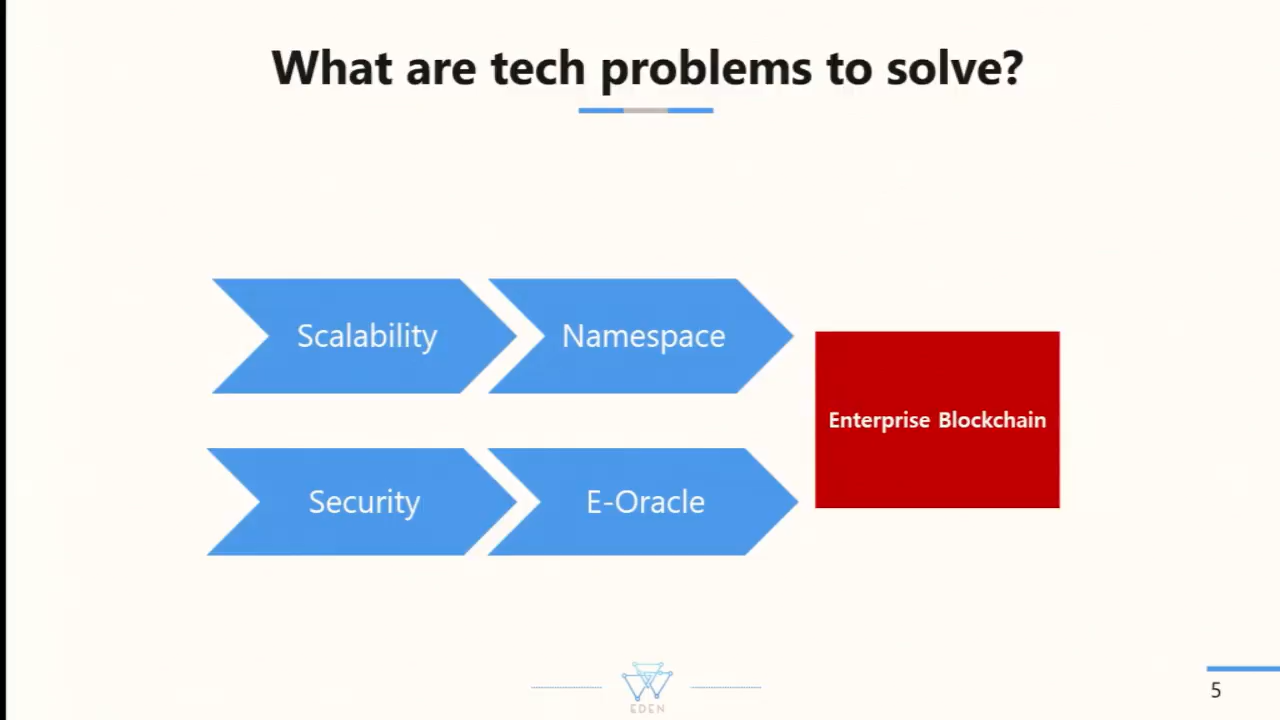 What are tech problems to solve?
Scalability
Namespace
Enterprise Blockchain
Security
E-Oracle
EDEN
5